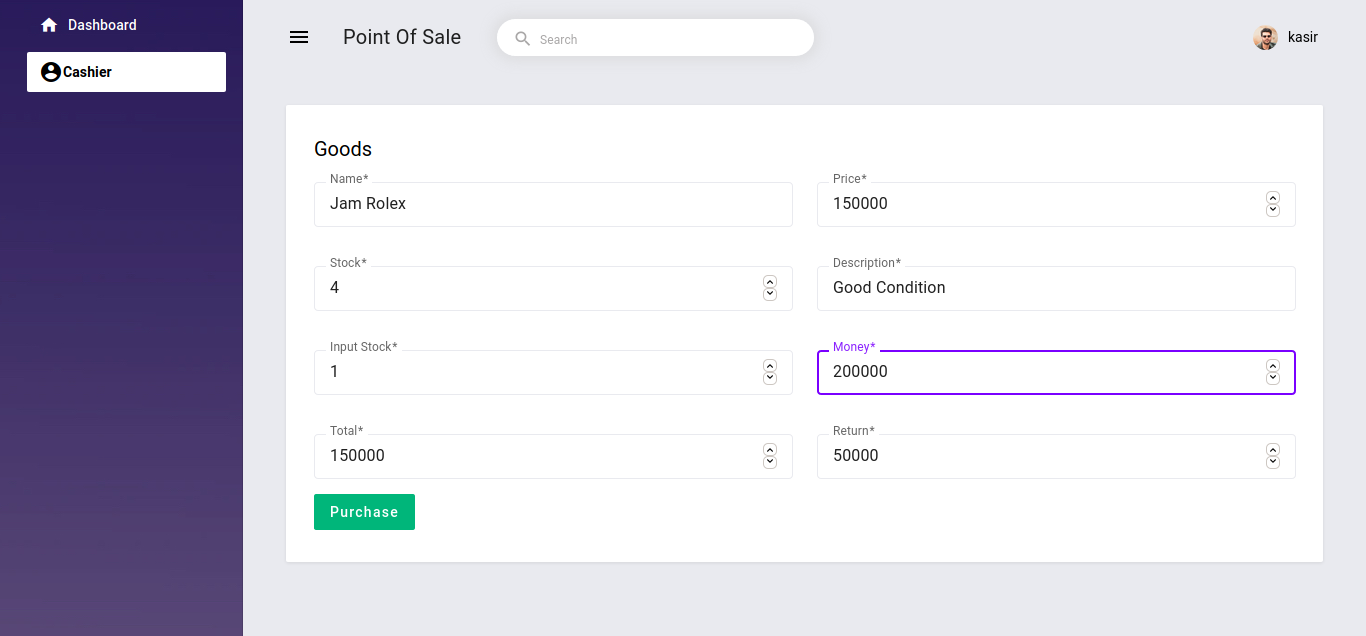 Dashboard
Cashier
Point Of Sale
Search
kasir
Goods
Name*
Jam Rolex
Price*
150000
Stock*
4
Description*
Good Condition
Input Stock*
1
Money*
200000
Total*
150000
Return*
50000
Purchase